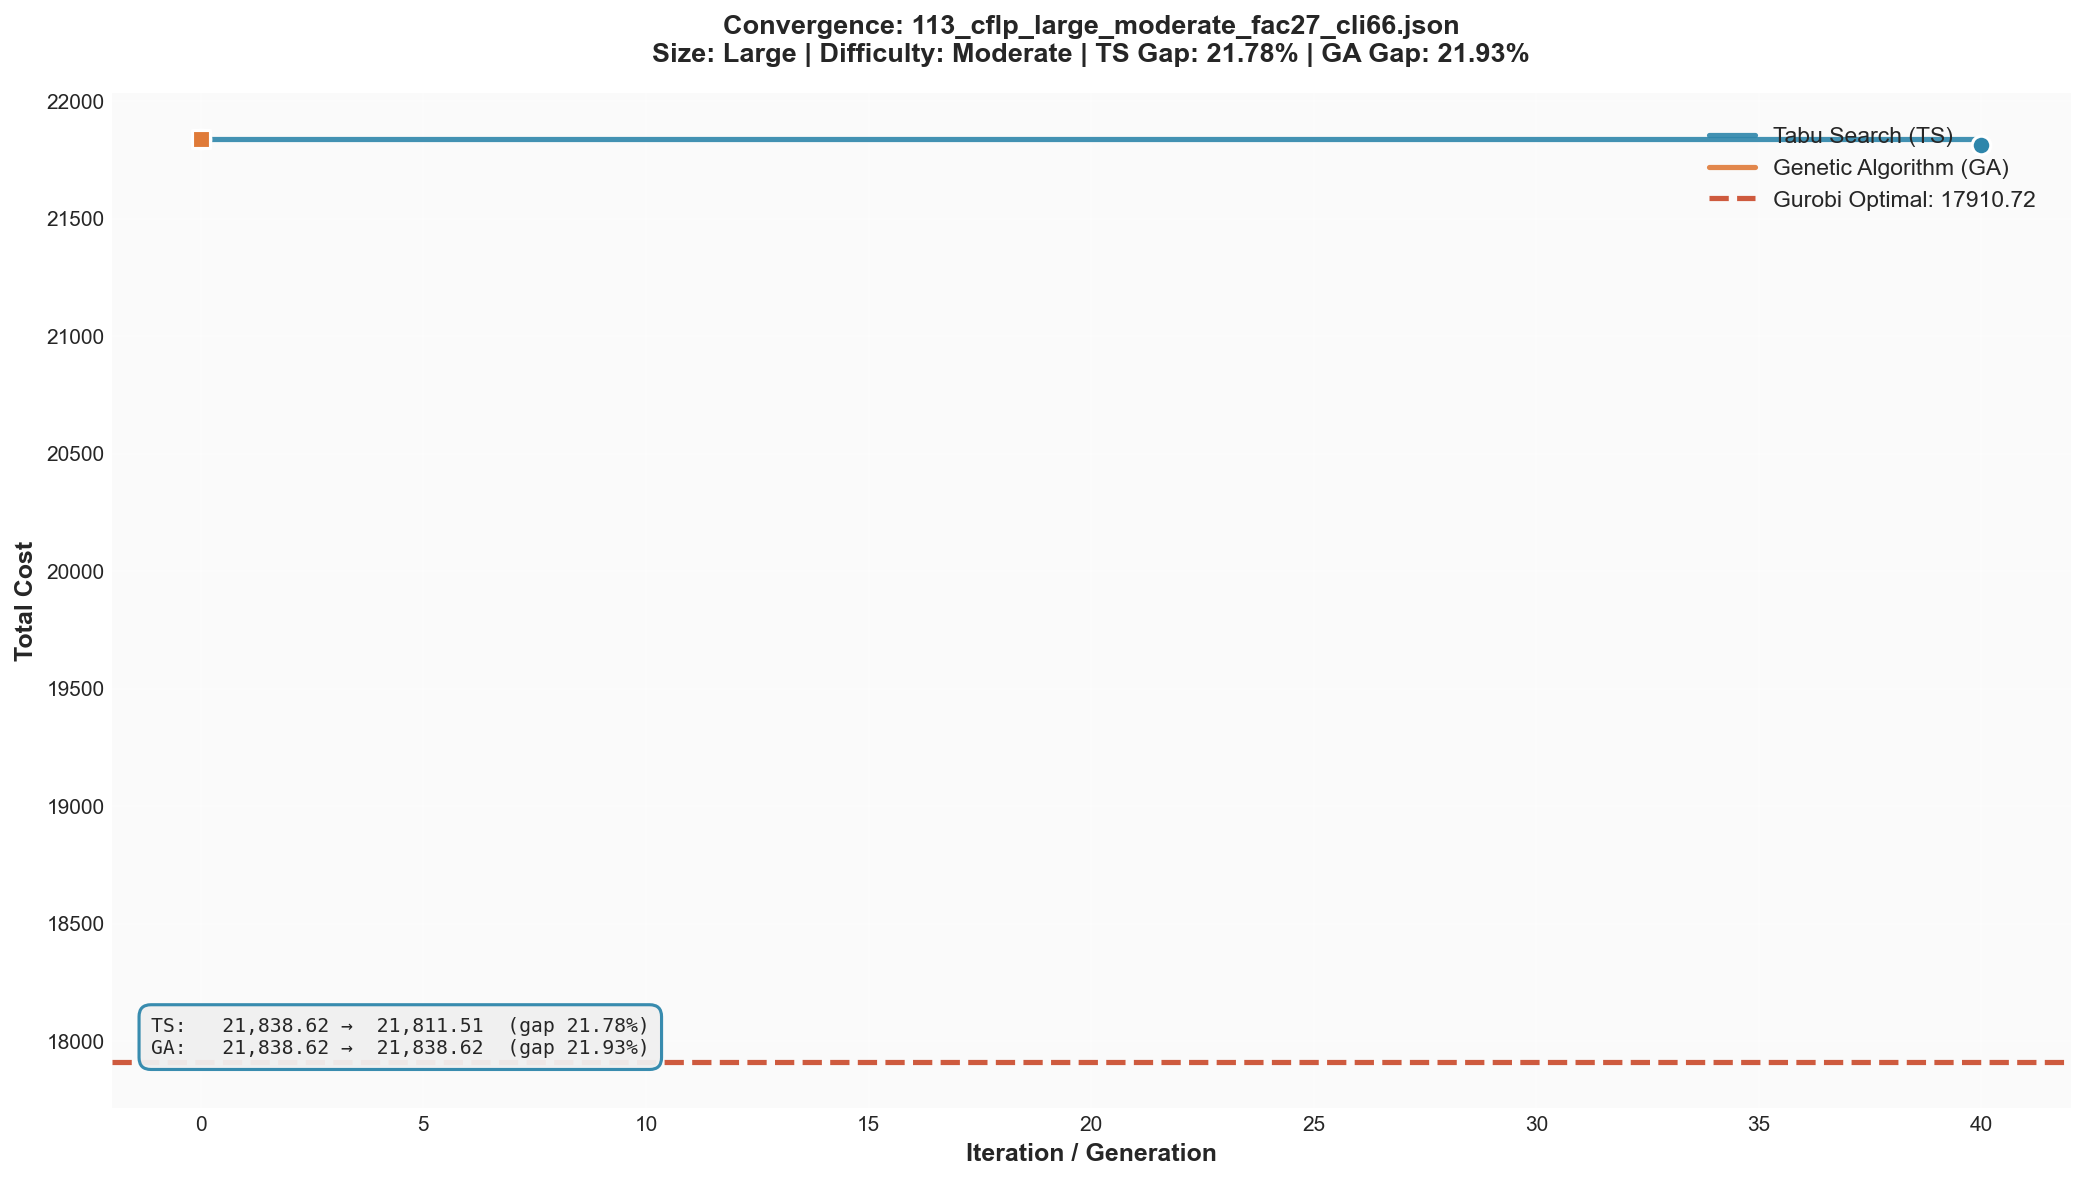 Convergence: 113_cflp_large_moderate_fac27_cli66.json
Size: Large | Difficulty: Moderate | TS Gap: 21.78% | GA Gap: 21.93%
22000
21500
21000
20500
20000
19500
19000
18500
18000
Total Cost
Tabu Search (TS)
Genetic Algorithm (GA)
Gurobi Optimal: 17910.72
TS: 21,838.62 → 21,811.51 (gap 21.78%)
GA: 21,838.62 → 21,838.62 (gap 21.93%)
0 5 10 15 20 25 30 35 40
Iteration / Generation